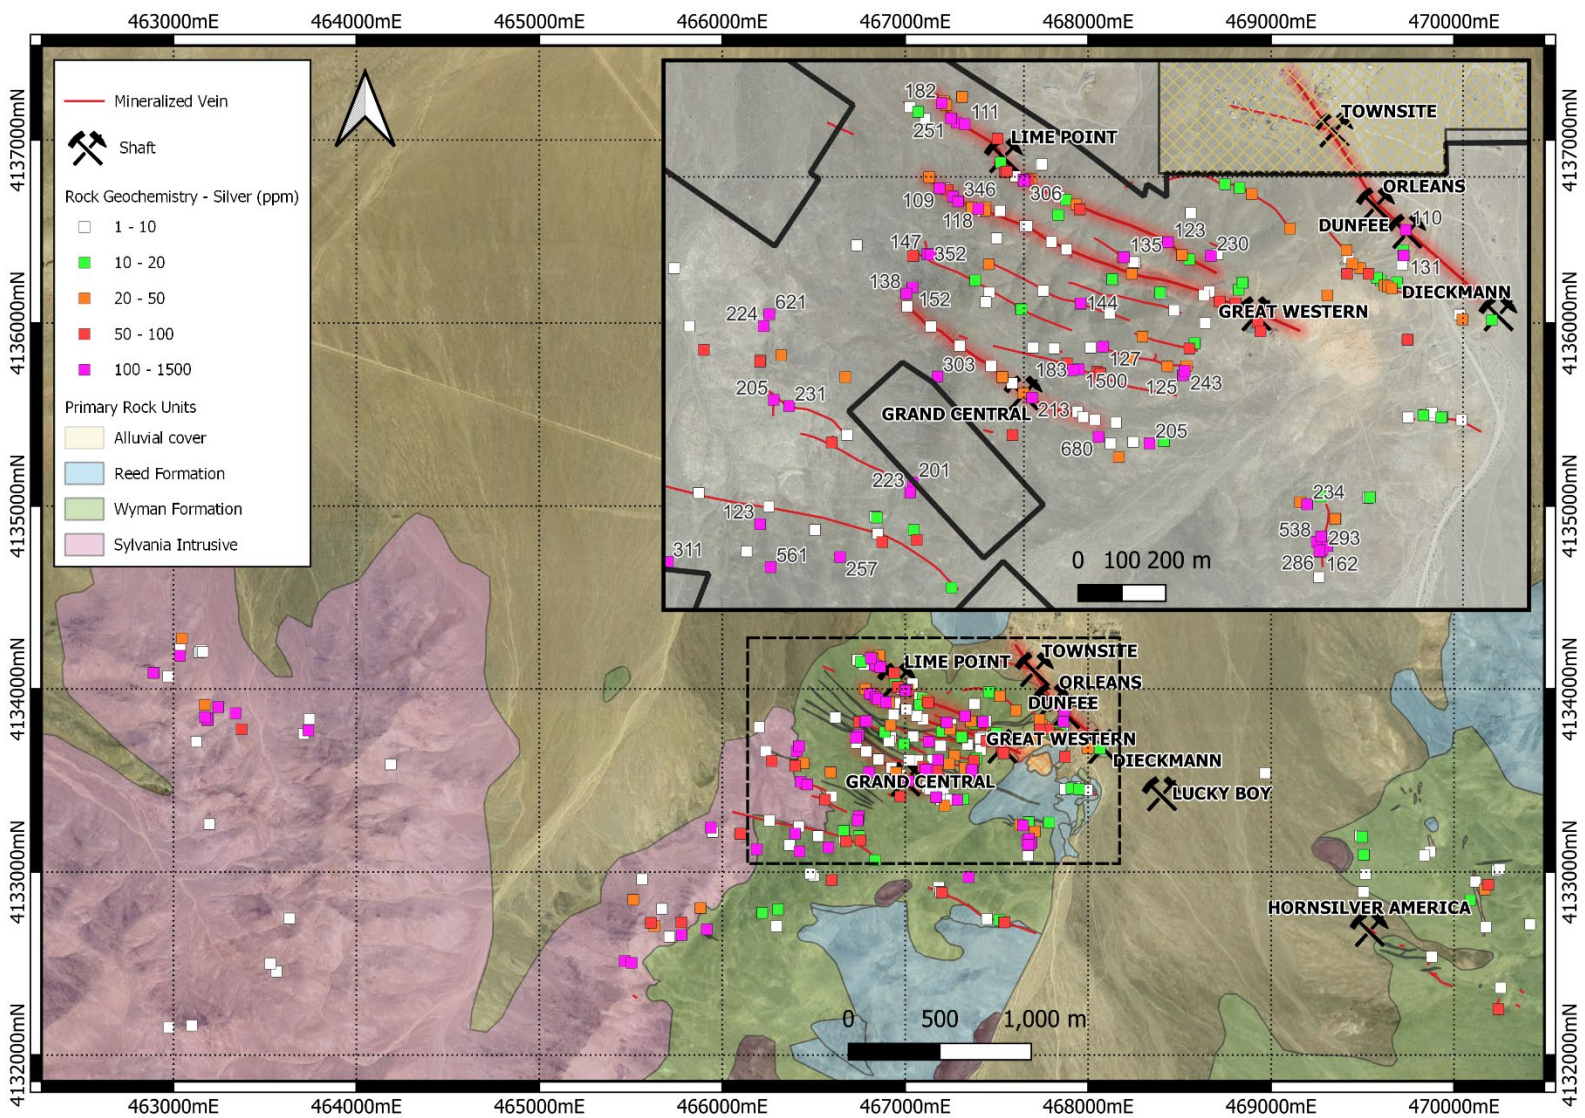 463000mE 464000mE 465000mE 466000mE 467000mE 468000mE 469000mE 470000mE
4137000mN
4136000mN
4135000mN
4134000mN
4133000mN
4132000mN
Mineralized Vein
Shaft
Rock Geochemistry - Silver (ppm)
1 - 10
10 - 20
20 - 50
50 - 100
100 - 1500
Primary Rock Units
Alluvial cover
Reed Formation
Wyman Formation
Sylvania Intrusive
182
111
251
LIME POINT
TOWNSITE
346
306
109
118
ORLEANS
DUNFEE
110
147
352
123
135
230
131
138
152
144
GREAT WESTERN
DIECKMANN
621
224
303
183
127
1500
125
243
205
231
GRAND CENTRAL
213
680
205
201
223
234
123
538
293
311
561
257
286
162
0 100 200 m
LIME POINT
TOWNSITE
ORLEANS
DUNFEE
GREAT WESTERN
DIECKMANN
GRAND CENTRAL
LUCKY BOY
HORNSILVER AMERICA
0 500 1,000 m
463000mE 464000mE 465000mE 466000mE 467000mE 468000mE 469000mE 470000mE
4137000mN
4136000mN
4135000mN
4134000mN
4133000mN
4132000mN